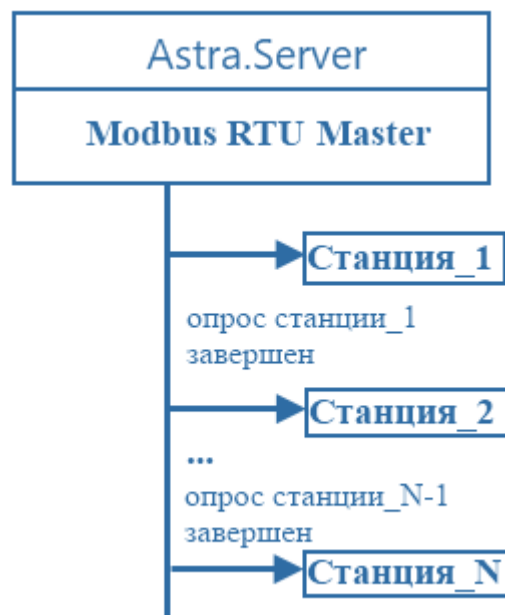 Astra.Server
Modbus RTU Master
Станция_1
опрос станции_1
завершен
Станция_2
...
опрос станции_N-1
завершен
Станция_N